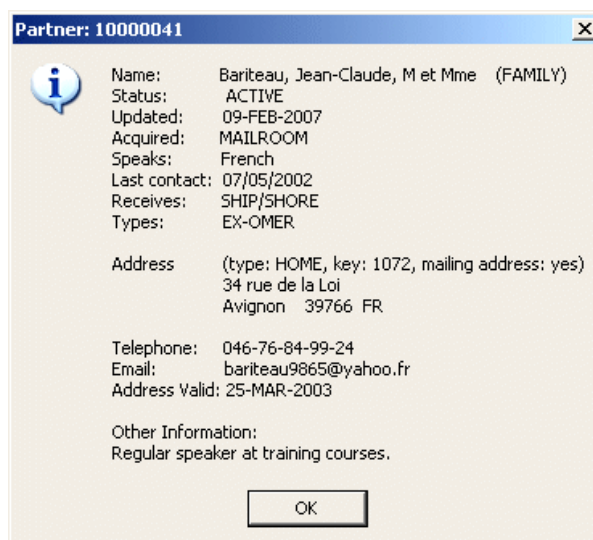 Partner: 10000041
Name: Bariteau, Jean-Claude, M et Mme (FAMILY)
Status: ACTIVE
Updated: 09-FEB-2007
Acquired: MAILROOM
Speaks: French
Last contact: 07/05/2002
Receives: SHIP/SHORE
Types: EX-OMER
Address (type: HOME, key: 1072, mailing address: yes)
34 rue de la Loi
Avignon 39766 FR
Telephone: 046-76-84-99-24
Email: bariteau9865@yahoo.fr
Address Valid: 25-MAR-2003
Other Information:
Regular speaker at training courses.
OK